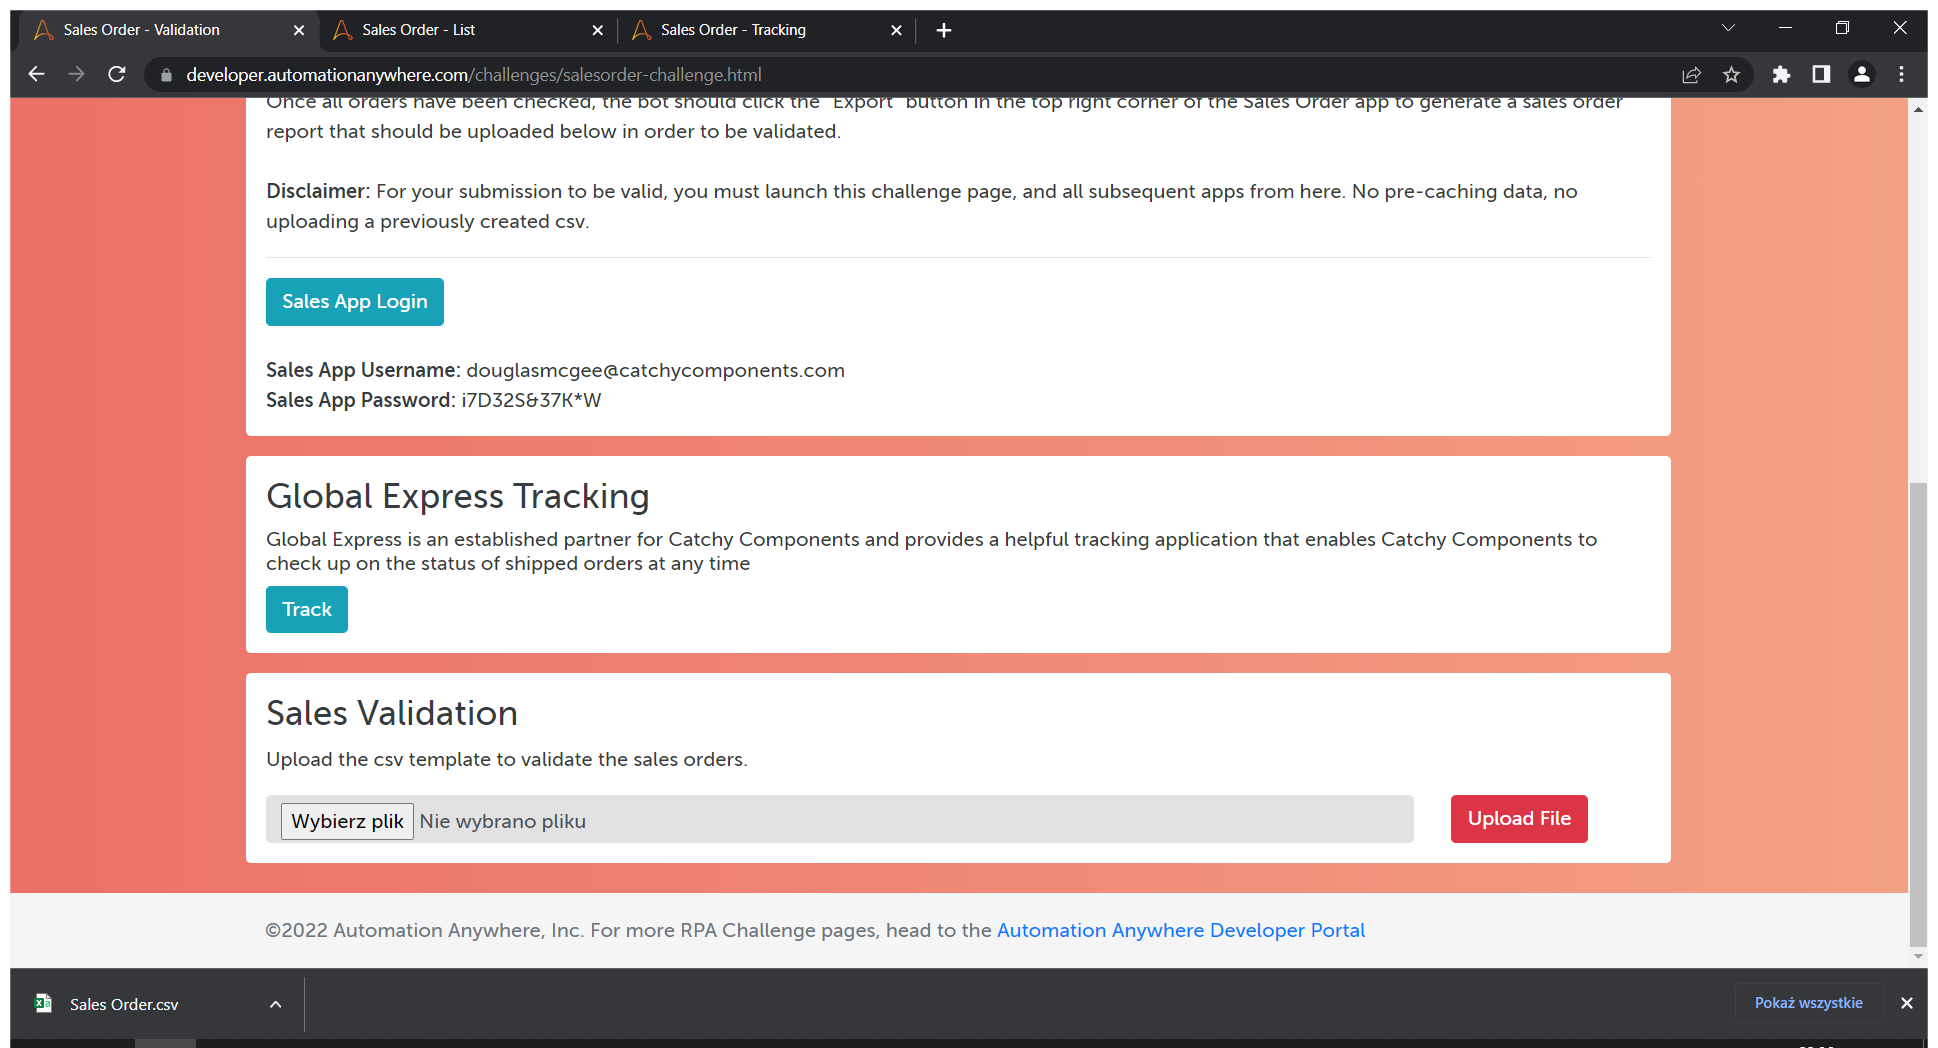 Sales Order - Validation
Sales Order - List
Sales Order - Tracking
developer.automationanywhere.com/challenges/salesorder-challenge.html
Once all orders have been checked, the bot should click the "Export" button in the top right corner of the Sales Order app to generate a sales order
report that should be uploaded below in order to be validated.
Disclaimer: For your submission to be valid, you must launch this challenge page, and all subsequent apps from here. No pre-caching data, no
uploading a previously created csv.
Sales App Login
Sales App Username: douglasmcgee@catchycomponents.com
Sales App Password: i7D32S&37K*W
Global Express Tracking
Global Express is an established partner for Catchy Components and provides a helpful tracking application that enables Catchy Components to
check up on the status of shipped orders at any time
Track
Sales Validation
Upload the csv template to validate the sales orders.
Wybierz plik Nie wybrano pliku
Upload File
©2022 Automation Anywhere, Inc. For more RPA Challenge pages, head to the Automation Anywhere Developer Portal
Sales Order.csv
Pokaż wszystkie